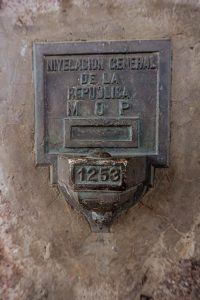 NIVELACION GENERAL
DE LA
REPUBLICA
M O P
1253